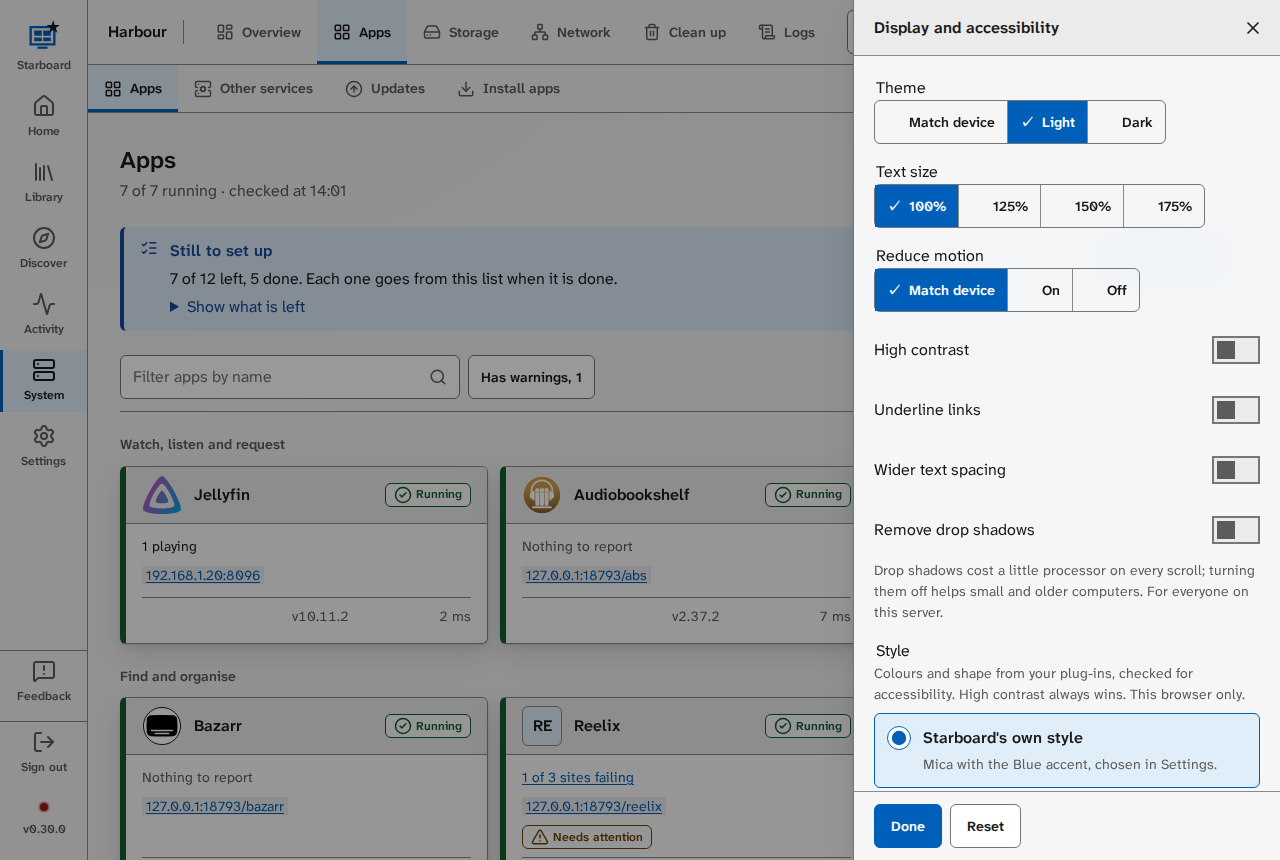 Starboard
Home
Library
Discover
Activity
System
Settings
Feedback
Sign out
v0.30.0
Harbour
Overview
Apps
Storage
Network
Clean up
Logs
Apps
Other services
Updates
Install apps
Apps
7 of 7 running · checked at 14:01
Still to set up
7 of 12 left, 5 done. Each one goes from this list when it is done.
Show what is left
Filter apps by name
Has warnings, 1
Watch, listen and request
Jellyfin
Running
1 playing
192.168.1.20:8096
v10.11.2
2 ms
Audiobookshelf
Running
Nothing to report
127.0.0.1:18793/abs
v2.37.2
7 ms
Find and organise
Bazarr
Running
Nothing to report
127.0.0.1:18793/bazarr
RE
Reelix
Running
1 of 3 sites failing
127.0.0.1:18793/reelix
Needs attention
Display and accessibility
Theme
Match device
✓ Light
Dark
Text size
✓ 100%
125%
150%
175%
Reduce motion
✓ Match device
On
Off
High contrast
Underline links
Wider text spacing
Remove drop shadows
Drop shadows cost a little processor on every scroll; turning
them off helps small and older computers. For everyone on
this server.
Style
Colours and shape from your plug-ins, checked for
accessibility. High contrast always wins. This browser only.
Starboard's own style
Mica with the Blue accent, chosen in Settings.
Done
Reset